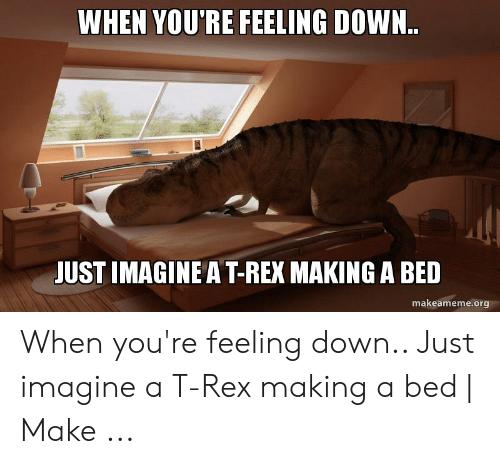 WHEN YOU'RE FEELING DOWN..
JUST IMAGINE A T-REX MAKING A BED
makeameme.org
When you're feeling down.. Just
imagine a T-Rex making a bed |
Make ...